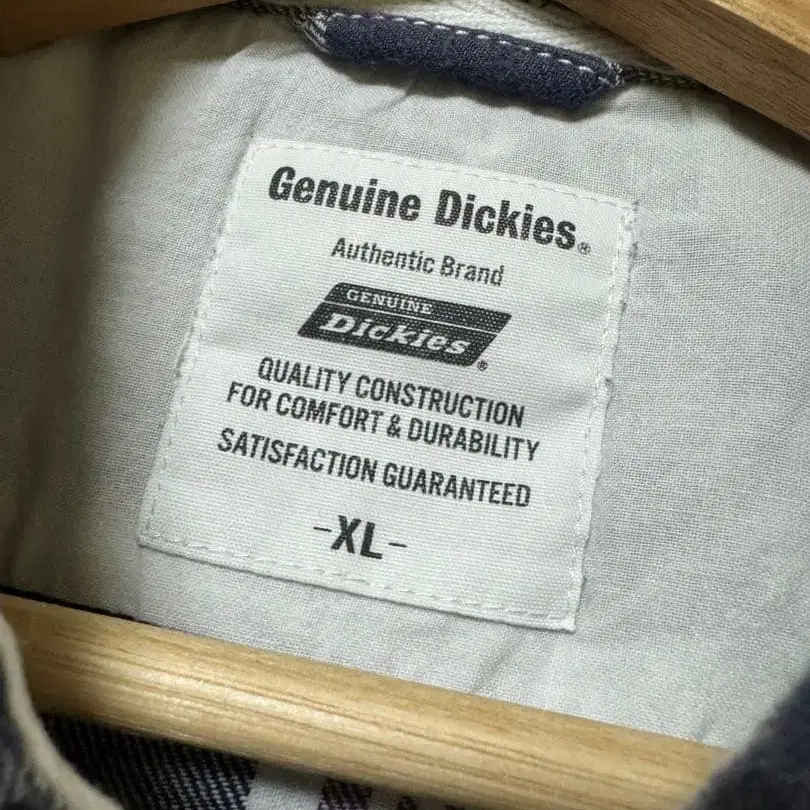 Genuine Dickies®
Authentic Brand
GENUINE
Dickies®
QUALITY CONSTRUCTION
FOR COMFORT & DURABILITY
SATISFACTION GUARANTEED
-XL-